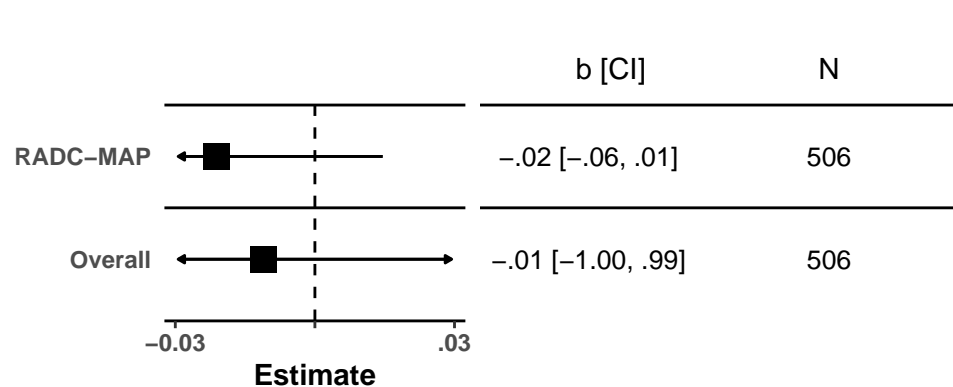 b [CI] N
RADC−MAP −.02 [−.06, .01] 506
Overall −.01 [−1.00, .99] 506
−0.03 .03
Estimate